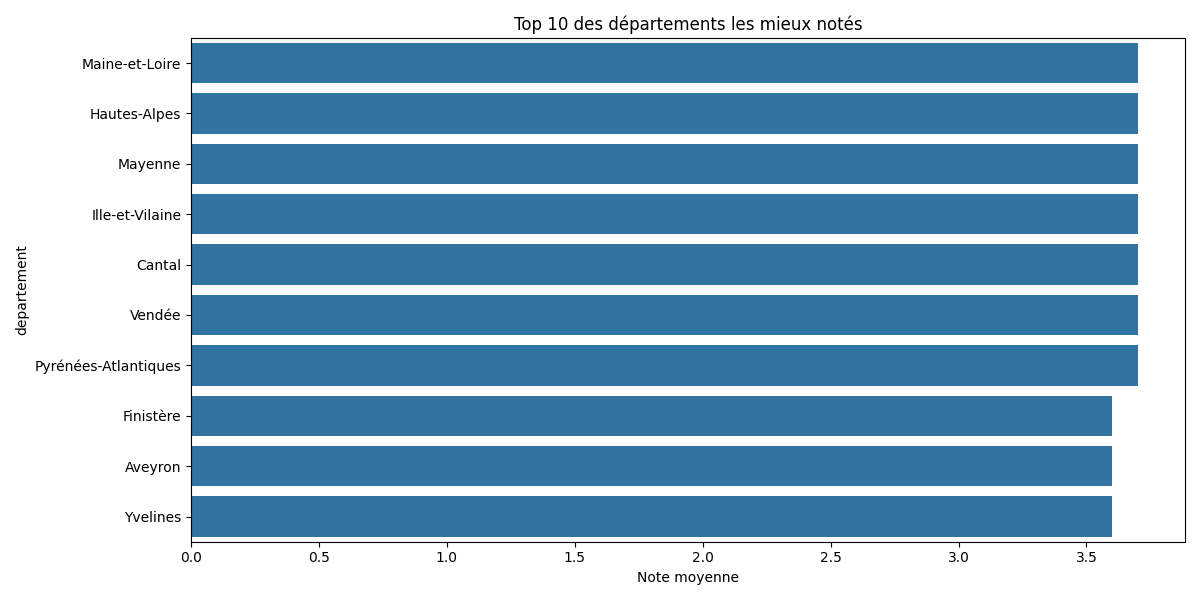 Top 10 des départements les mieux notés
departement
Maine-et-Loire
Hautes-Alpes
Mayenne
Ille-et-Vilaine
Cantal
Vendée
Pyrénées-Atlantiques
Finistère
Aveyron
Yvelines
0.0 0.5 1.0 1.5 2.0 2.5 3.0 3.5
Note moyenne